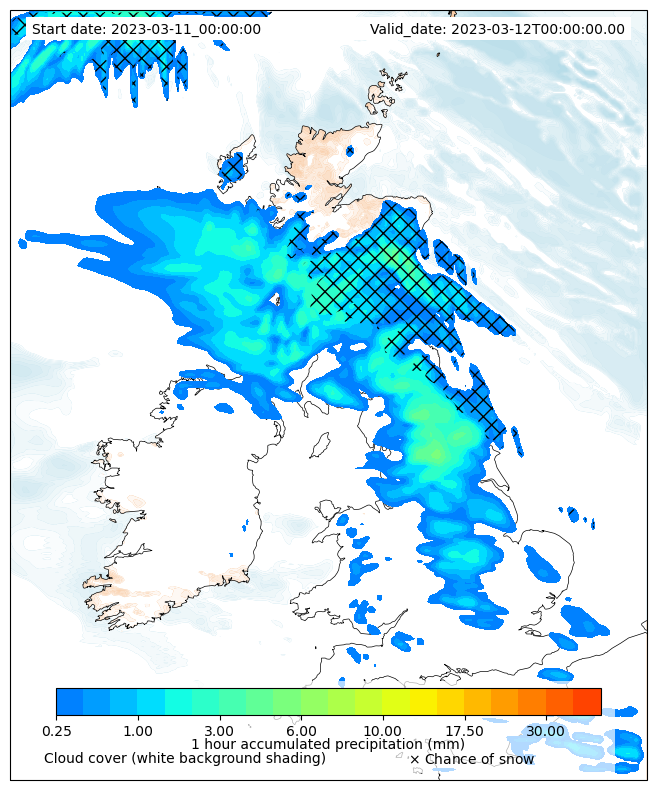 Start date: 2023-03-11_00:00:00 Valid_date: 2023-03-12T00:00:00.00
0.25 1.00 3.00 6.00 10.00 17.50 30.00
1 hour accumulated precipitation (mm)
Cloud cover (white background shading) × Chance of snow